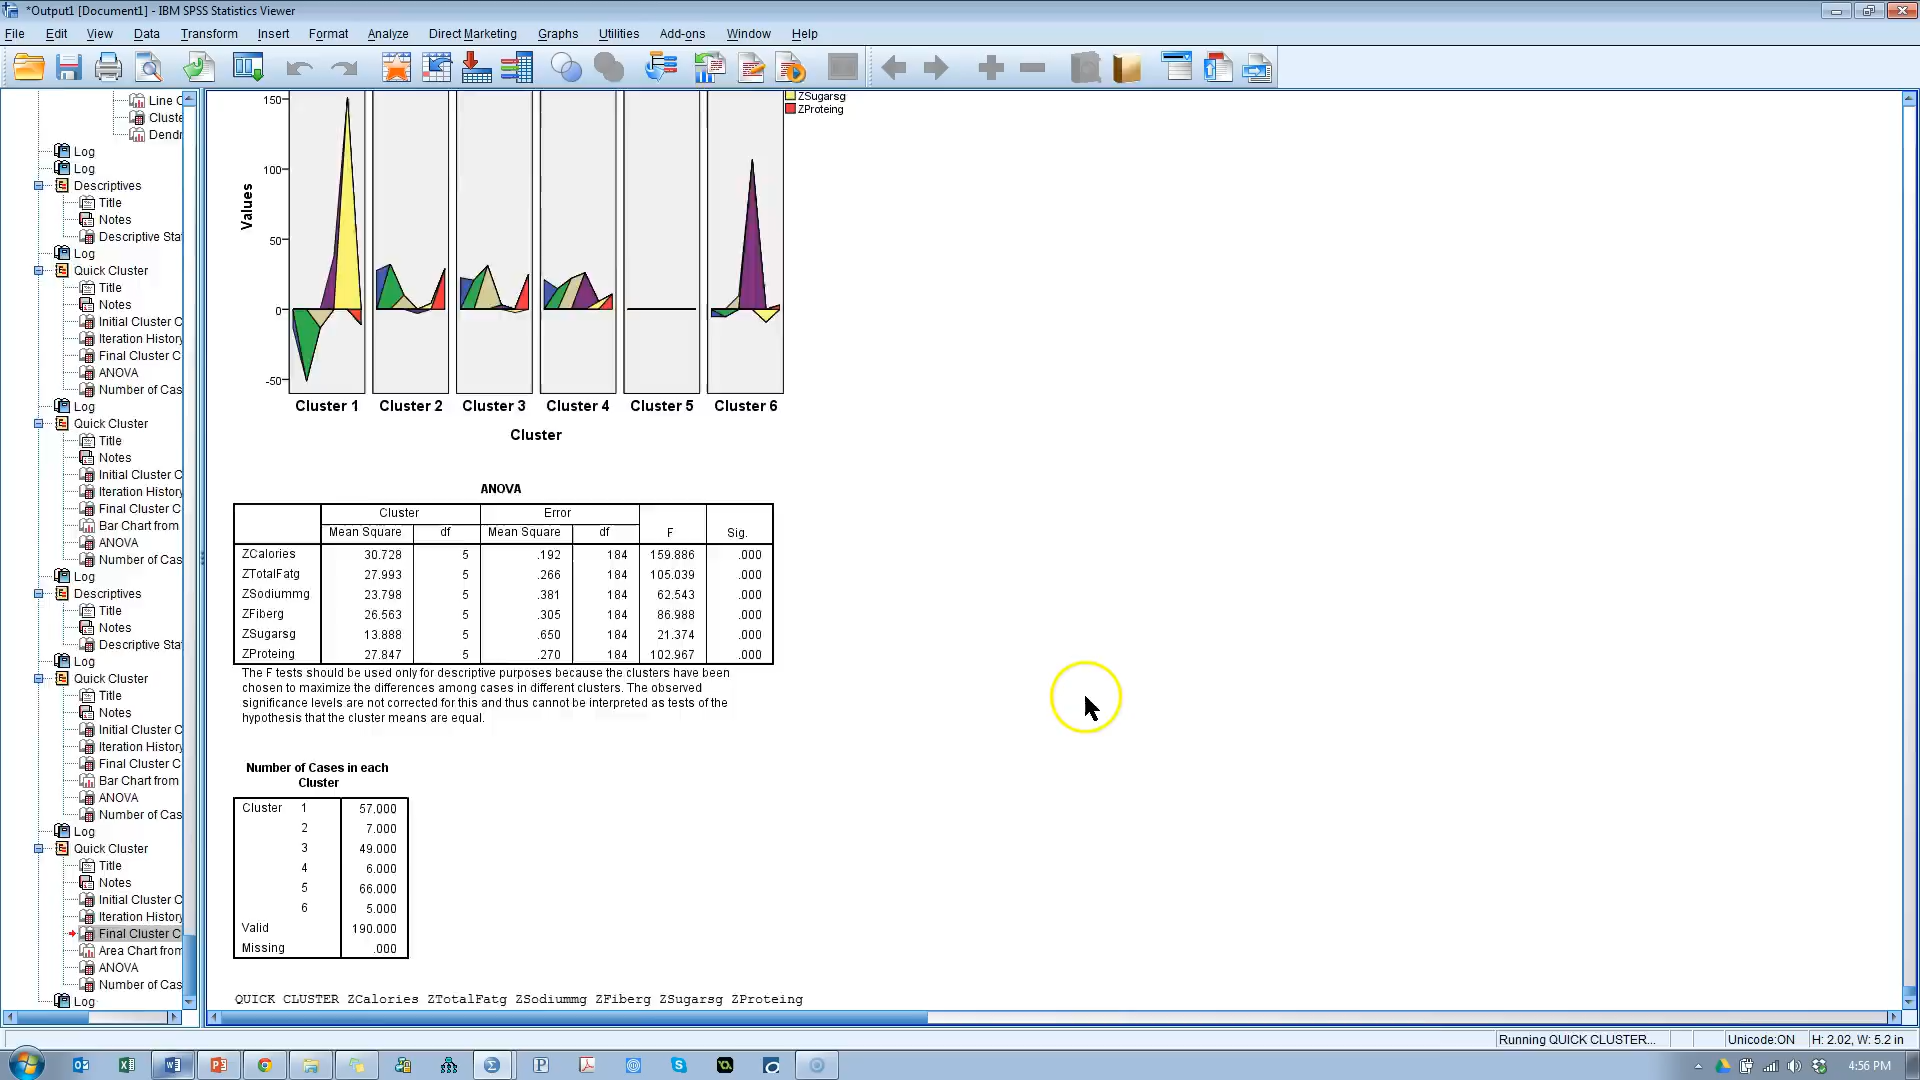 *Output1 [Document1] - IBM SPSS Statistics Viewer
File Edit View Data Transform Insert Format Analyze Direct Marketing Graphs Utilities Add-ons Window Help
Line C
Cluste
Dendr
Log
Log
Descriptives
Title
Notes
Descriptive Sta
Log
Quick Cluster
Title
Notes
Initial Cluster C
Iteration History
Final Cluster C
ANOVA
Number of Cas
Log
Quick Cluster
Title
Notes
Initial Cluster C
Iteration History
Final Cluster C
Bar Chart from
ANOVA
Number of Cas
Log
Descriptives
Title
Notes
Descriptive Sta
Log
Quick Cluster
Title
Notes
Initial Cluster C
Iteration History
Final Cluster C
Bar Chart from
ANOVA
Number of Cas
Log
Quick Cluster
Title
Notes
Initial Cluster C
Iteration History
Final Cluster C
Area Chart from
ANOVA
Number of Cas
Log
ZSugarsg
ZProteing
Values
150
100
50
0
-50
Cluster 1 Cluster 2 Cluster 3 Cluster 4 Cluster 5 Cluster 6
Cluster
ANOVA
Cluster Error
Mean Square df Mean Square df F Sig.
ZCalories 30.728 5 .192 184 159.886 .000
ZTotalFatg 27.993 5 .266 184 105.039 .000
ZSodiummg 23.798 5 .381 184 62.543 .000
ZFiberg 26.563 5 .305 184 86.988 .000
ZSugarsg 13.888 5 .650 184 21.374 .000
ZProteing 27.847 5 .270 184 102.967 .000
The F tests should be used only for descriptive purposes because the clusters have been
chosen to maximize the differences among cases in different clusters. The observed
significance levels are not corrected for this and thus cannot be interpreted as tests of the
hypothesis that the cluster means are equal.
Number of Cases in each
Cluster
Cluster 1 57.000
2 7.000
3 49.000
4 6.000
5 66.000
6 5.000
Valid 190.000
Missing .000
QUICK CLUSTER ZCalories ZTotalFatg ZSodiummg ZFiberg ZSugarsg ZProteing
Running QUICK CLUSTER... Unicode:ON H: 2.02, W: 5.2 in
4:56 PM